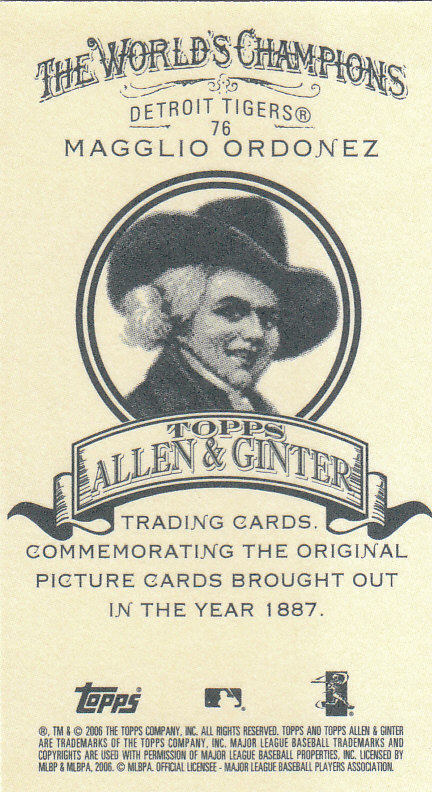 THE WORLD'S CHAMPIONS
DETROIT TIGERS®
76
MAGGLIO ORDONEZ
TOPPS
ALLEN & GINTER
TRADING CARDS.
COMMEMORATING THE ORIGINAL
PICTURE CARDS BROUGHT OUT
IN THE YEAR 1887.
topps
®, TM & © 2006 THE TOPPS COMPANY, INC. ALL RIGHTS RESERVED. TOPPS AND TOPPS ALLEN & GINTER
ARE TRADEMARKS OF THE TOPPS COMPANY, INC. MAJOR LEAGUE BASEBALL TRADEMARKS AND
COPYRIGHTS ARE USED WITH PERMISSION OF MAJOR LEAGUE BASEBALL PROPERTIES, INC. LICENSED BY
MLBP & MLBPA, 2006. © MLBPA. OFFICIAL LICENSEE - MAJOR LEAGUE BASEBALL PLAYERS ASSOCIATION.